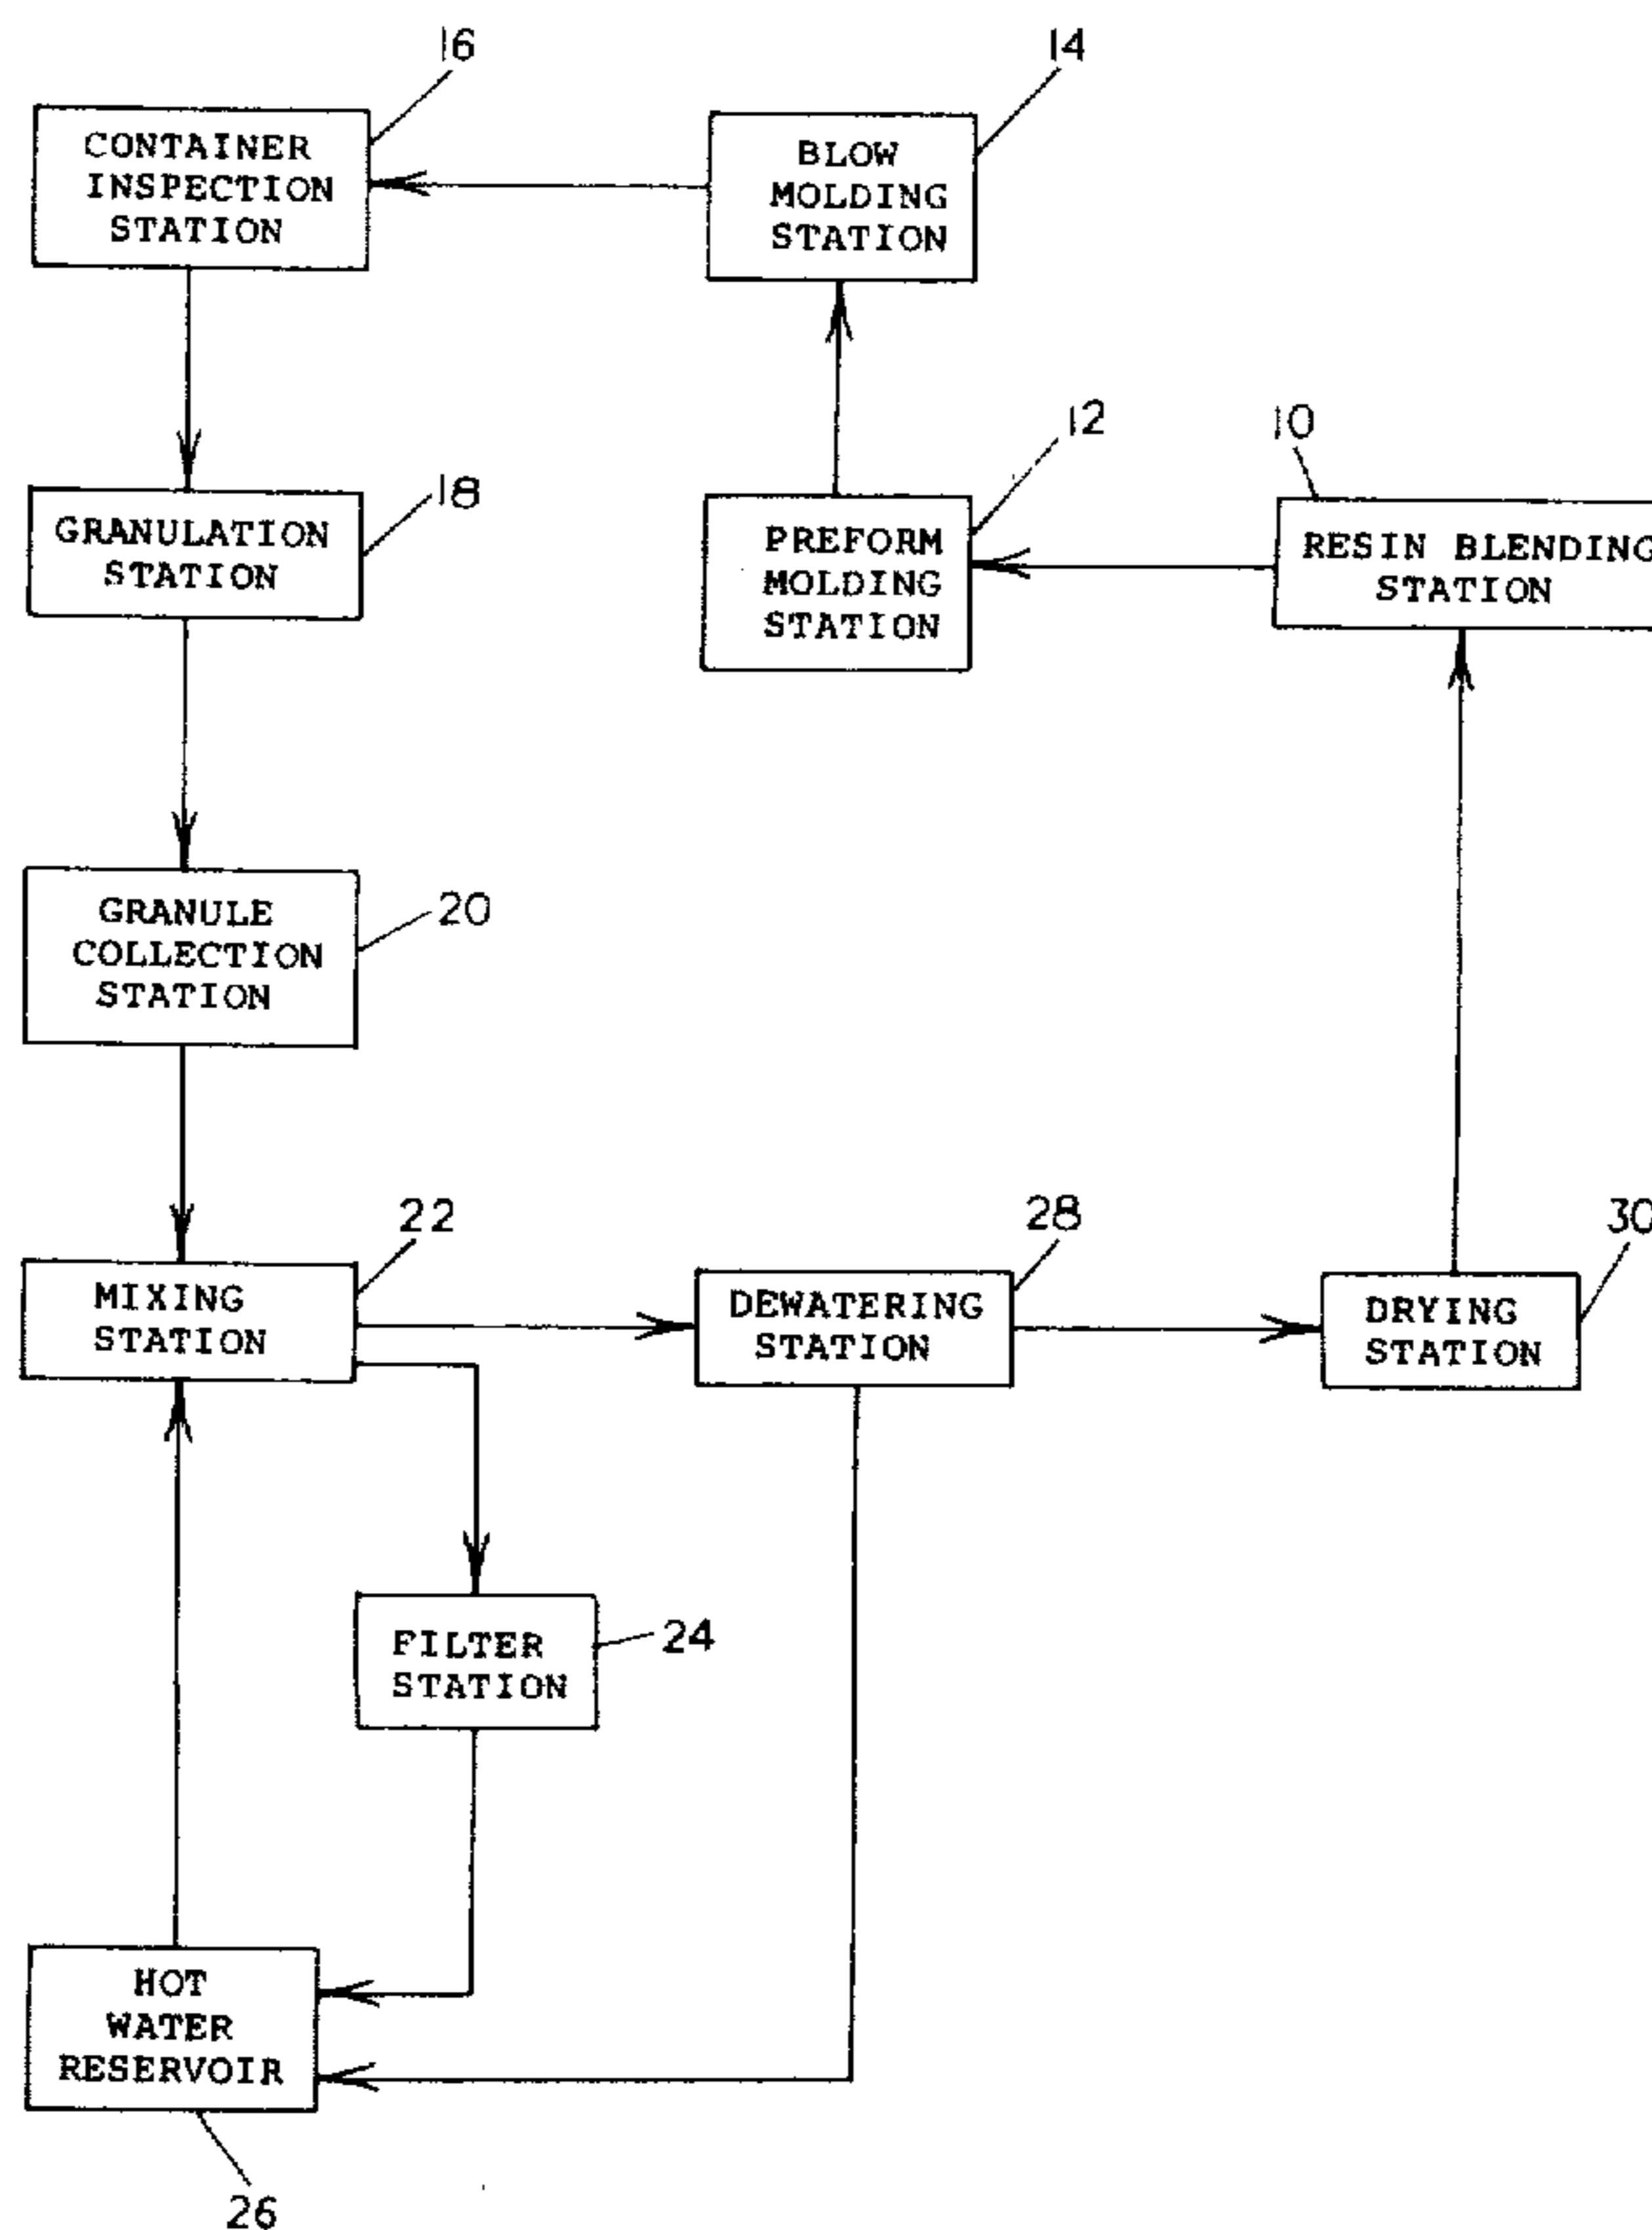 16
CONTAINER
INSPECTION
STATION
14
BLOW
MOLDING
STATION
18
GRANULATION
STATION
12
PREFORM
MOLDING
STATION
10
RESIN BLENDING
STATION
20
GRANULE
COLLECTION
STATION
22
MIXING
STATION
28
DEWATERING
STATION
30
DRYING
STATION
24
FILTER
STATION
HOT
WATER
RESERVOIR
26